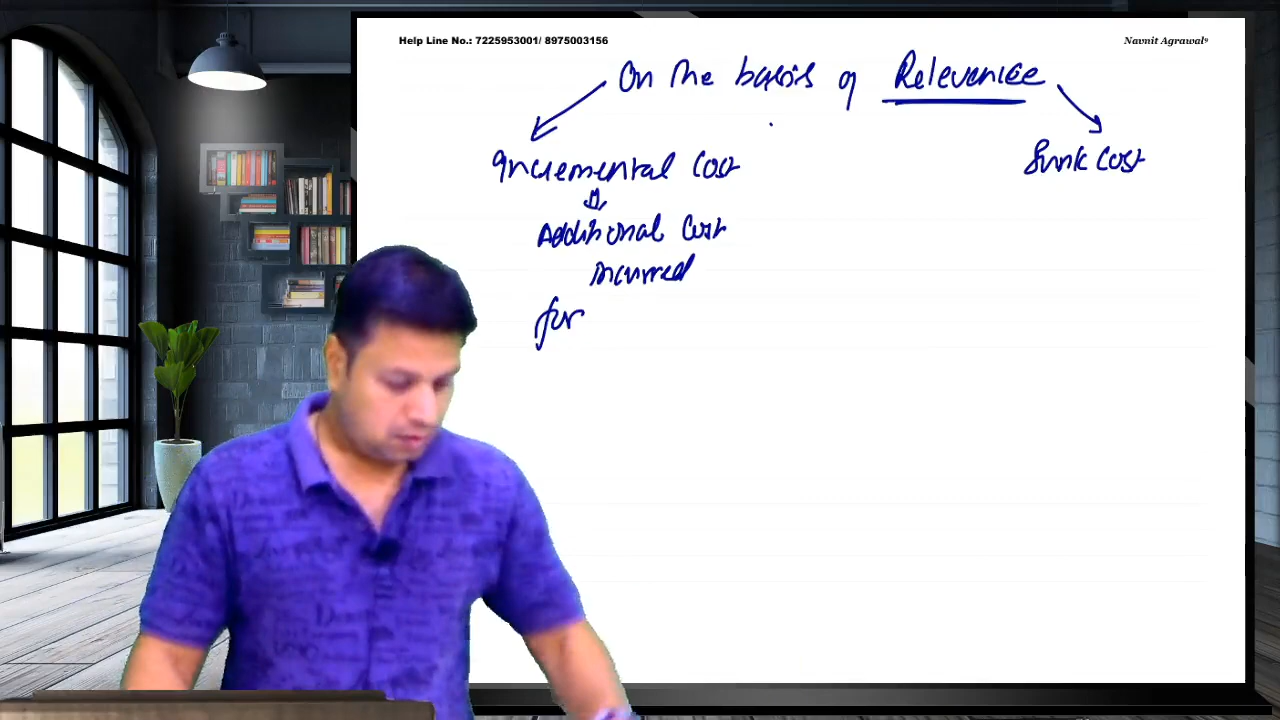 Help Line No.: 7225953001/ 8975003156
Navnit Agrawal⁹
On the basis of Relevance
Incremental Cost
Sunk Cost
Additional Cost
incurred
for